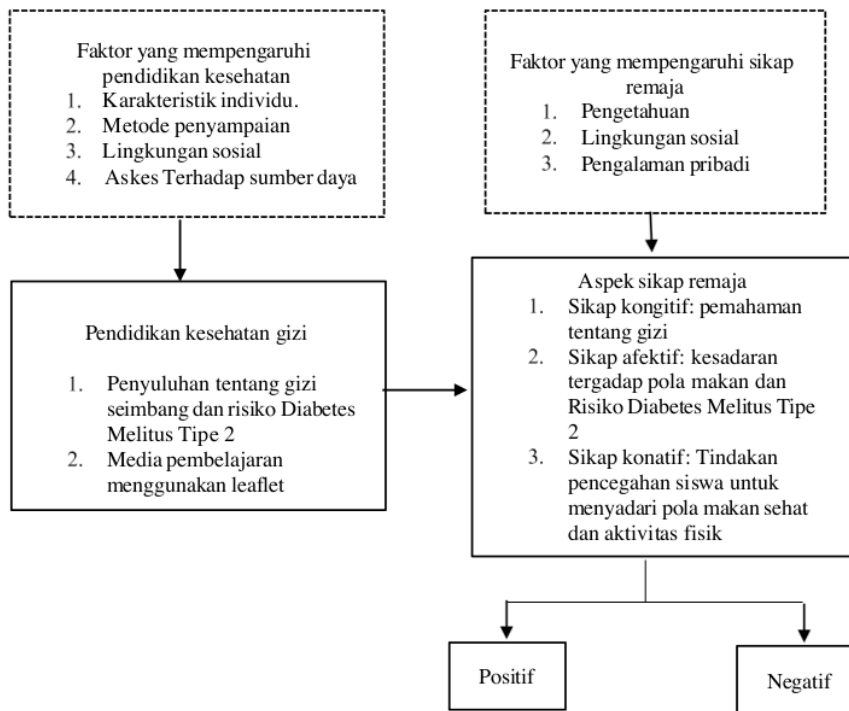 Faktor yang mempengaruhi
pendidikan kesehatan
1. Karakteristik individu.
2. Metode penyampaian
3. Lingkungan sosial
4. Askes Terhadap sumber daya
Faktor yang mempengaruhi sikap
remaja
1. Pengetahuan
2. Lingkungan sosial
3. Pengalaman pribadi
Pendidikan kesehatan gizi
1. Penyuluhan tentang gizi
seimbang dan risiko Diabetes
Melitus Tipe 2
2. Media pembelajaran
menggunakan leaflet
Aspek sikap remaja
1. Sikap kongitif: pemahaman
tentang gizi
2. Sikap afektif: kesadaran
tergadap pola makan dan
Risiko Diabetes Melitus Tipe
2
3. Sikap konatif: Tindakan
pencegahan siswa untuk
menyadari pola makan sehat
dan aktivitas fisik
Positif
Negatif